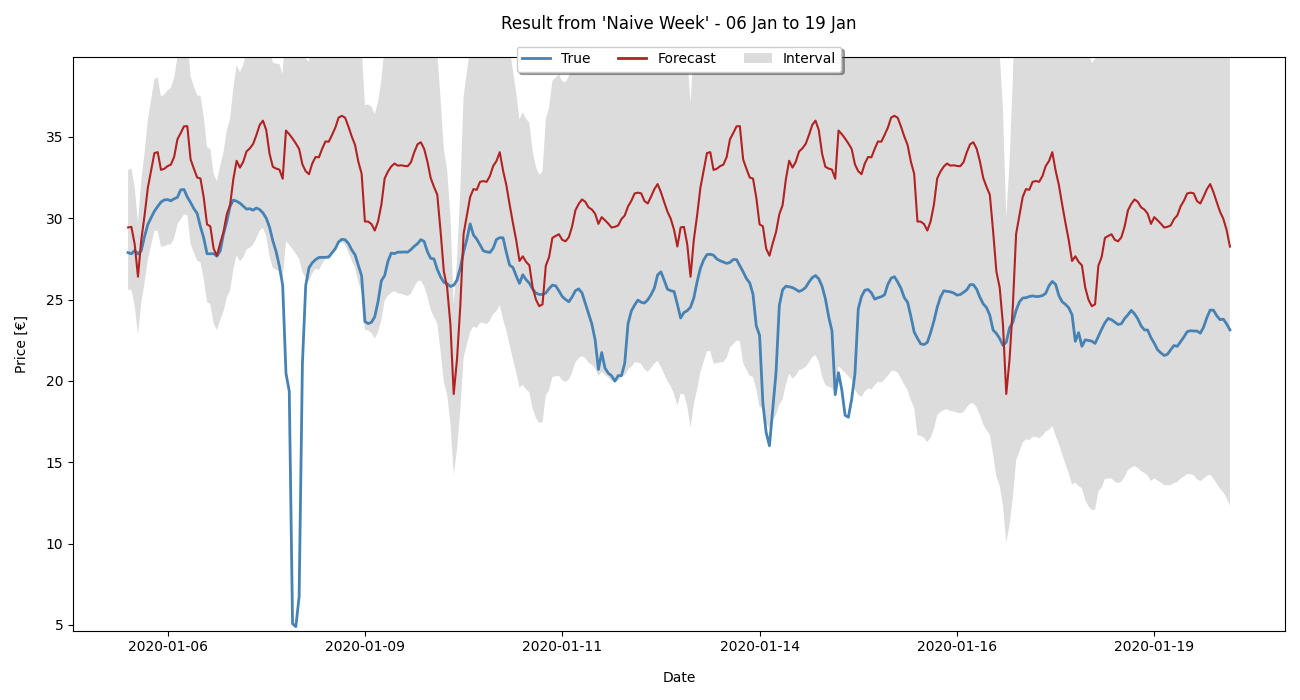 Result from 'Naive Week' - 06 Jan to 19 Jan
True
Forecast
Interval
Price [€]
35
30
25
20
15
10
5
2020-01-06
2020-01-09
2020-01-11
2020-01-14
2020-01-16
2020-01-19
Date